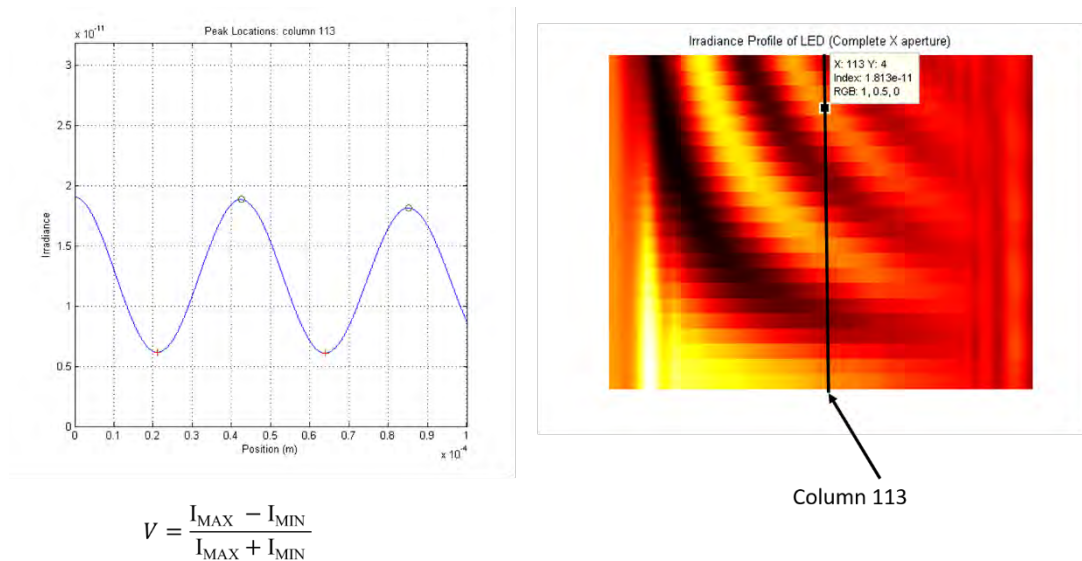 x 10⁻¹¹
Peak Locations: column 113
3
2.5
2
1.5
1
0.5
0
Irradiance
0 0.1 0.2 0.3 0.4 0.5 0.6 0.7 0.8 0.9 1
Position (m)
x 10⁻⁴
V = (I_MAX − I_MIN) / (I_MAX + I_MIN)
Irradiance Profile of LED (Complete X aperture)
X: 113 Y: 4
Index: 1.813e-11
RGB: 1, 0.5, 0
Column 113